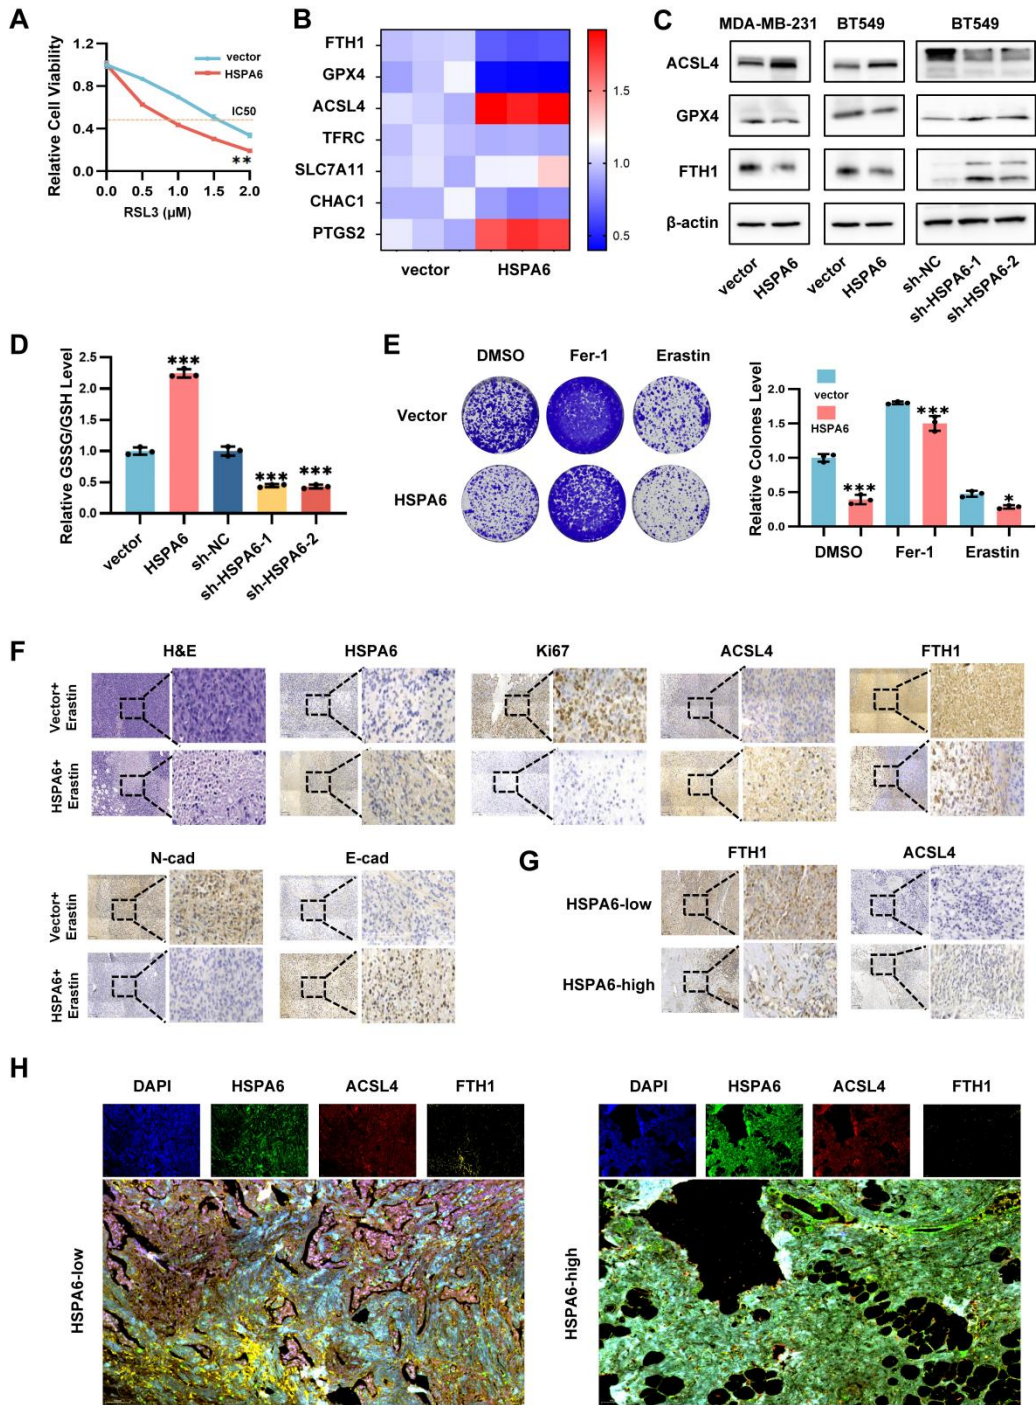 A
Relative Cell Viability
1.2
0.8
0.4
0.0
vector
HSPA6
IC50
**
0.0 0.5 1.0 1.5 2.0
RSL3 (μM)
B
FTH1
GPX4
ACSL4
TFRC
SLC7A11
CHAC1
PTGS2
vector HSPA6
1.5
1.0
0.5
C
MDA-MB-231 BT549 BT549
ACSL4
GPX4
FTH1
β-actin
vector HSPA6 vector HSPA6 sh-NC sh-HSPA6-1 sh-HSPA6-2
D
Relative GSSG/GSH Level
2.5
2.0
1.5
1.0
0.5
0.0
*** *** ***
vector HSPA6 sh-NC sh-HSPA6-1 sh-HSPA6-2
E
DMSO Fer-1 Erastin
Vector
HSPA6
Relative Colones Level
2.0
1.5
1.0
0.5
0.0
vector
HSPA6
*** *** *
DMSO Fer-1 Erastin
F
H&E HSPA6 Ki67 ACSL4 FTH1
Vector+
Erastin
HSPA6+
Erastin
N-cad E-cad
Vector+
Erastin
HSPA6+
Erastin
G
FTH1 ACSL4
HSPA6-low
HSPA6-high
H
DAPI HSPA6 ACSL4 FTH1
HSPA6-low
DAPI HSPA6 ACSL4 FTH1
HSPA6-high